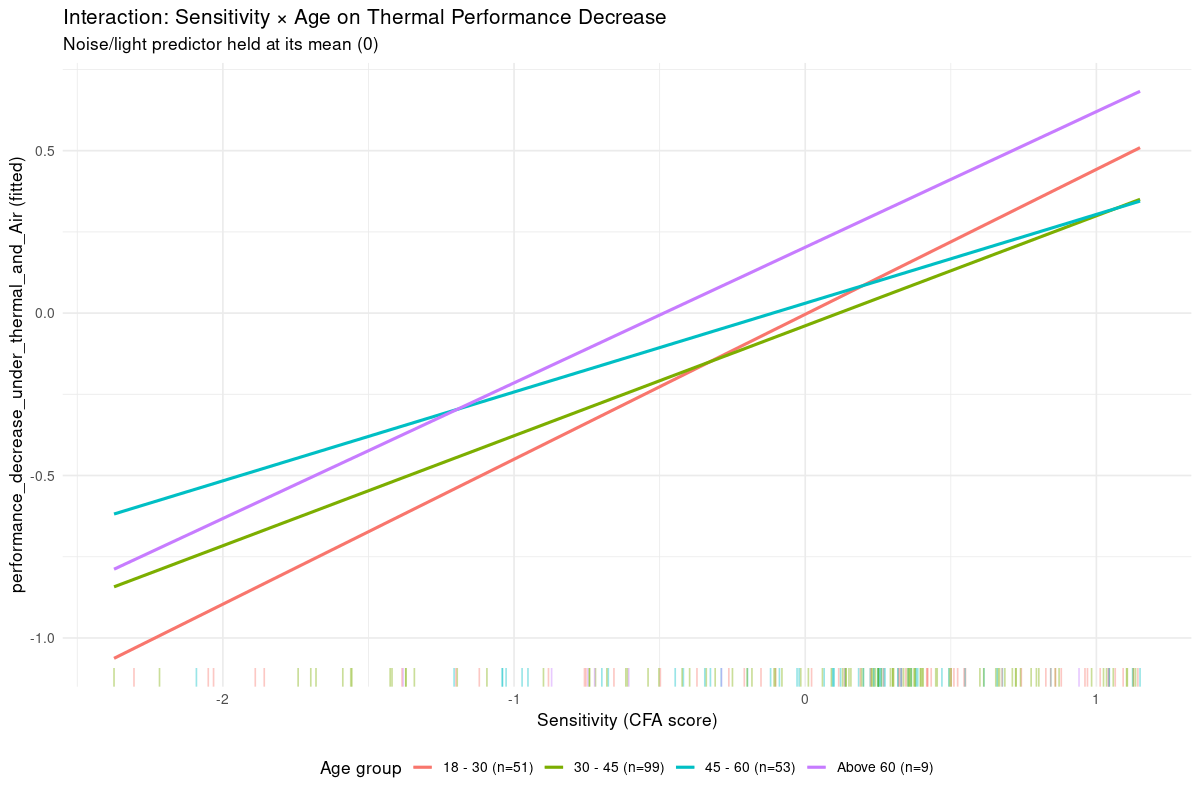 Interaction: Sensitivity × Age on Thermal Performance Decrease
Noise/light predictor held at its mean (0)
performance_decrease_under_thermal_and_Air (fitted)
0.5
0.0
-0.5
-1.0
-2
-1
0
1
Sensitivity (CFA score)
Age group
18 - 30 (n=51)
30 - 45 (n=99)
45 - 60 (n=53)
Above 60 (n=9)